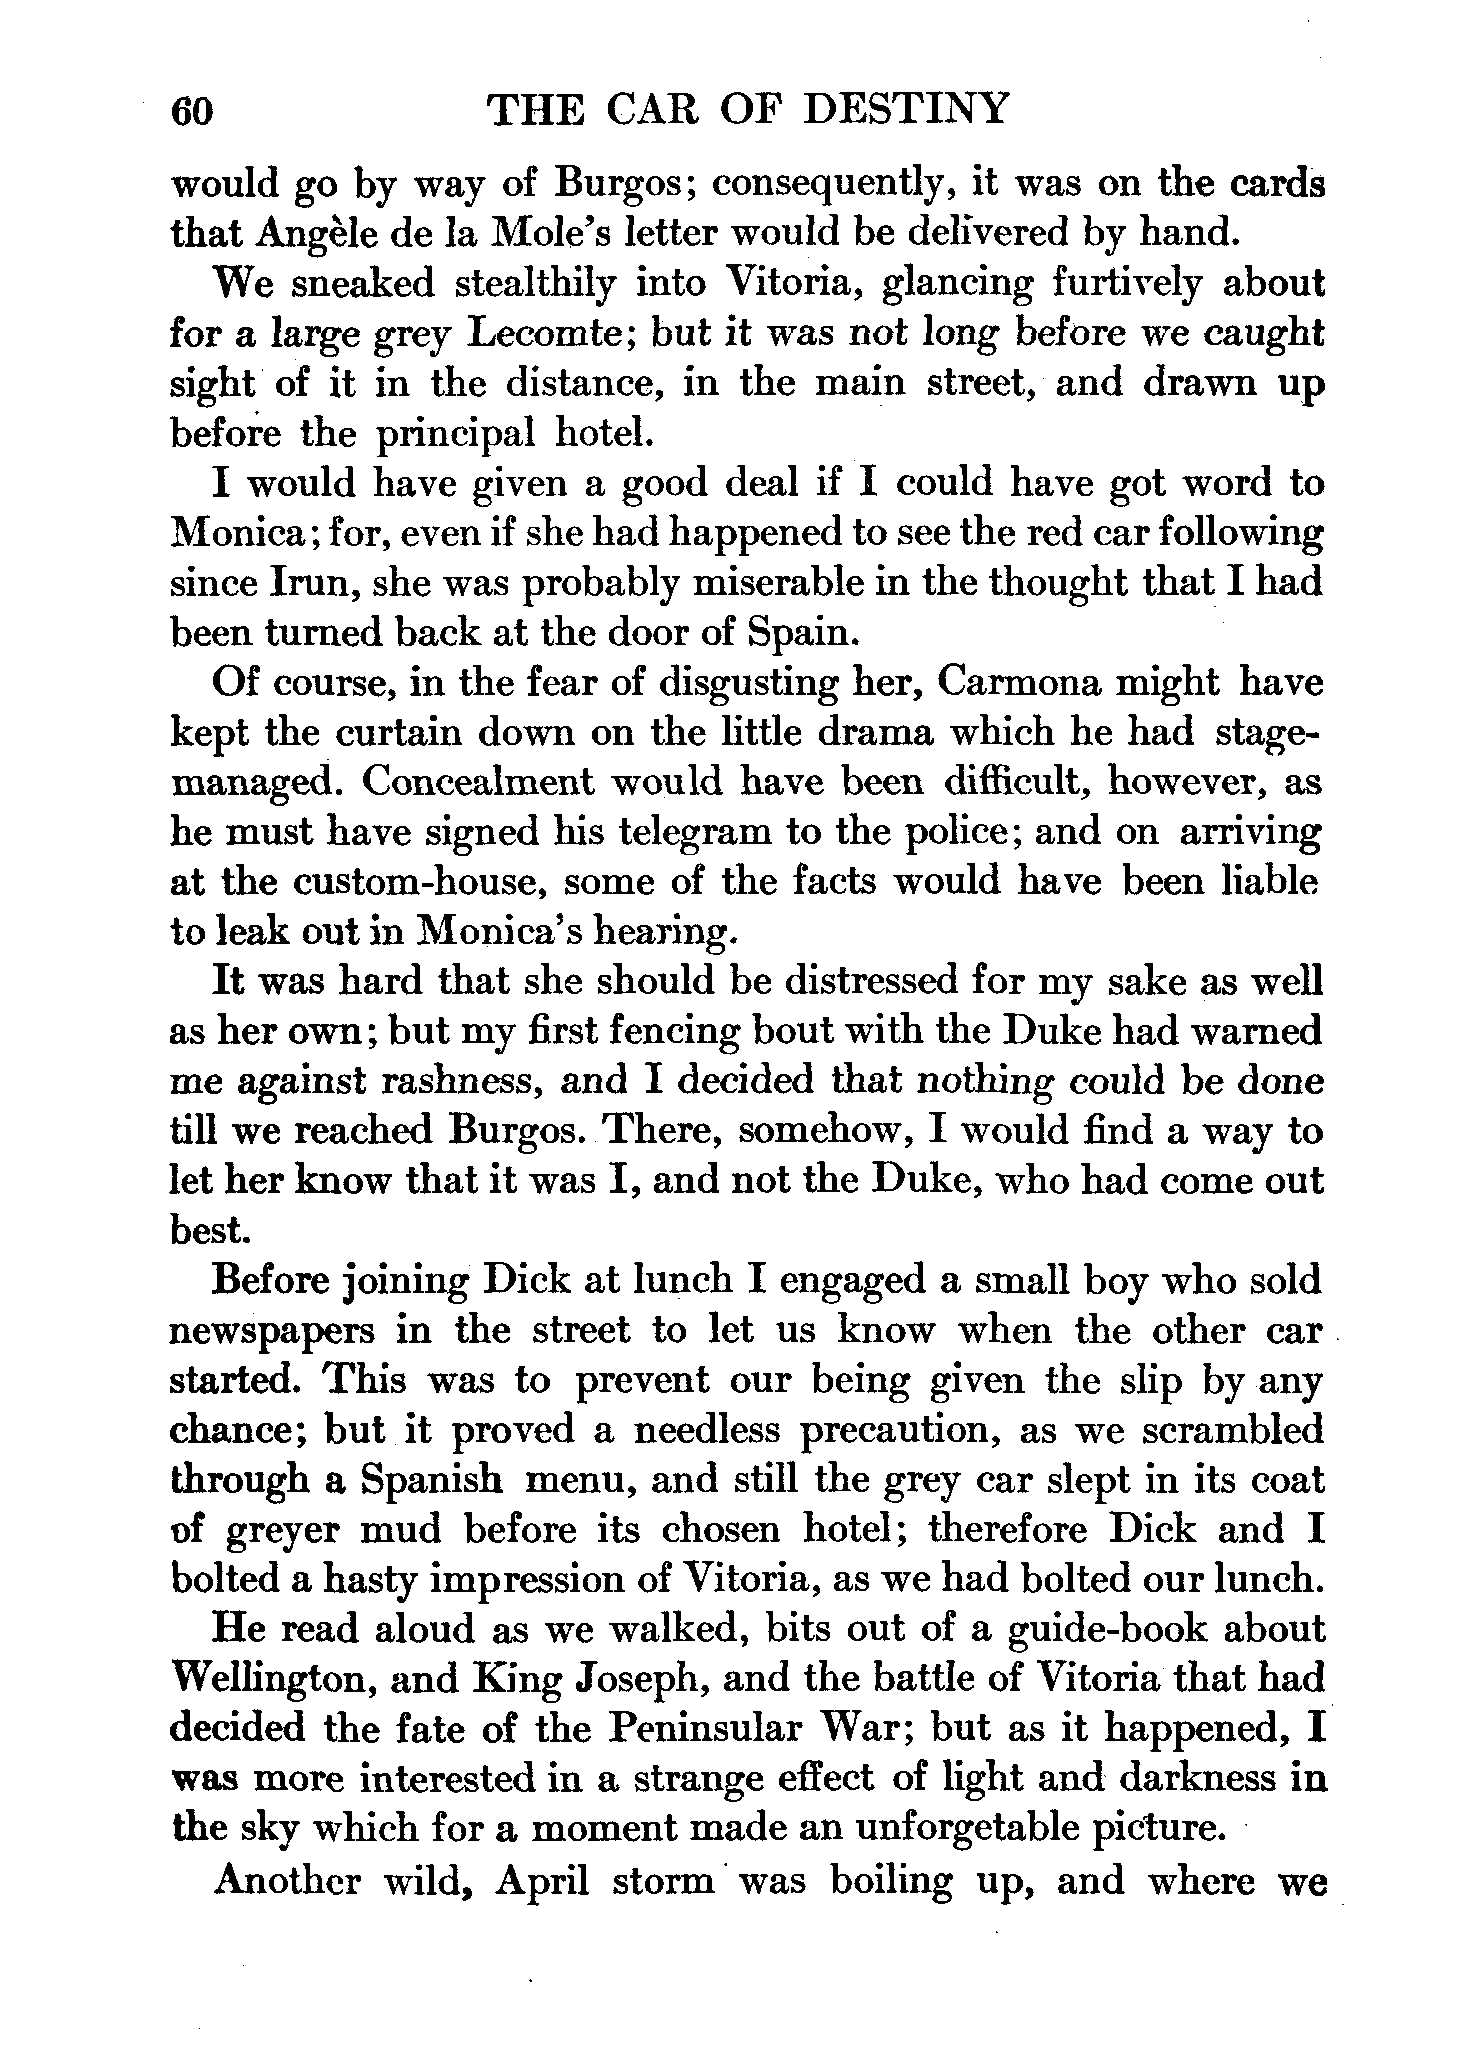 60 THE CAR OF DESTINY
would go by way of Burgos; consequently, it was on the cards
that Angèle de la Mole's letter would be delivered by hand.
We sneaked stealthily into Vitoria, glancing furtively about
for a large grey Lecomte; but it was not long before we caught
sight of it in the distance, in the main street, and drawn up
before the principal hotel.
I would have given a good deal if I could have got word to
Monica; for, even if she had happened to see the red car following
since Irun, she was probably miserable in the thought that I had
been turned back at the door of Spain.
Of course, in the fear of disgusting her, Carmona might have
kept the curtain down on the little drama which he had stage-
managed. Concealment would have been difficult, however, as
he must have signed his telegram to the police; and on arriving
at the custom-house, some of the facts would have been liable
to leak out in Monica's hearing.
It was hard that she should be distressed for my sake as well
as her own; but my first fencing bout with the Duke had warned
me against rashness, and I decided that nothing could be done
till we reached Burgos. There, somehow, I would find a way to
let her know that it was I, and not the Duke, who had come out
best.
Before joining Dick at lunch I engaged a small boy who sold
newspapers in the street to let us know when the other car
started. This was to prevent our being given the slip by any
chance; but it proved a needless precaution, as we scrambled
through a Spanish menu, and still the grey car slept in its coat
of greyer mud before its chosen hotel; therefore Dick and I
bolted a hasty impression of Vitoria, as we had bolted our lunch.
He read aloud as we walked, bits out of a guide-book about
Wellington, and King Joseph, and the battle of Vitoria that had
decided the fate of the Peninsular War; but as it happened, I
was more interested in a strange effect of light and darkness in
the sky which for a moment made an unforgetable picture.
Another wild, April storm was boiling up, and where we